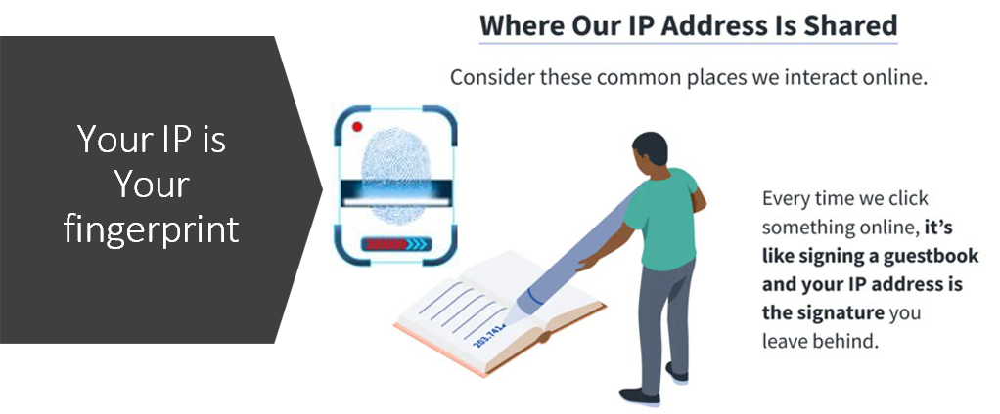 Your IP is
Your
fingerprint
Where Our IP Address Is Shared
Consider these common places we interact online.
203.741.
Every time we click
something online, it's
like signing a guestbook
and your IP address is
the signature you
leave behind.